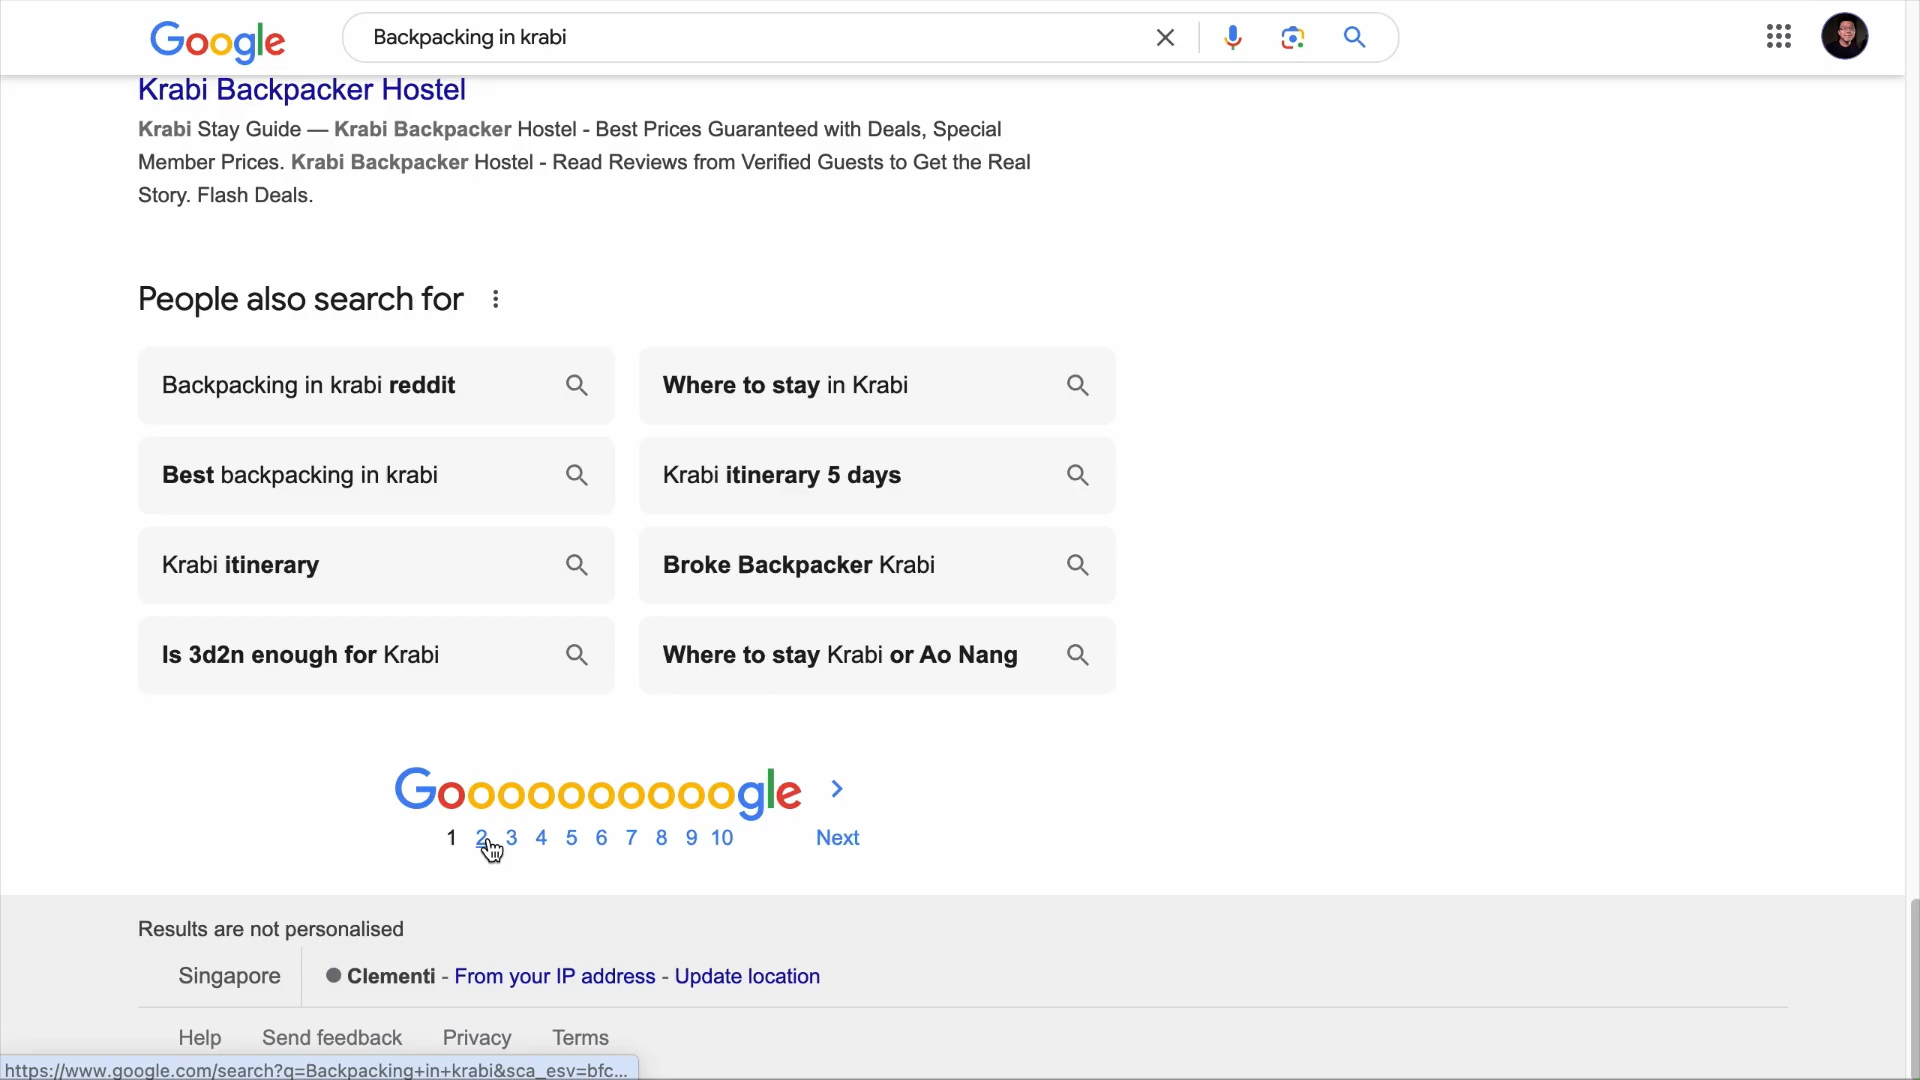 Google
Backpacking in krabi
Krabi Backpacker Hostel
Krabi Stay Guide — Krabi Backpacker Hostel - Best Prices Guaranteed with Deals, Special
Member Prices. Krabi Backpacker Hostel - Read Reviews from Verified Guests to Get the Real
Story. Flash Deals.
People also search for
Backpacking in krabi reddit
Where to stay in Krabi
Best backpacking in krabi
Krabi itinerary 5 days
Krabi itinerary
Broke Backpacker Krabi
Is 3d2n enough for Krabi
Where to stay Krabi or Ao Nang
Goooooooooogle >
1 2 3 4 5 6 7 8 9 10 Next
Results are not personalised
Singapore Clementi - From your IP address - Update location
Help Send feedback Privacy Terms
https://www.google.com/search?q=Backpacking+in+krabi&sca_esv=bfc...